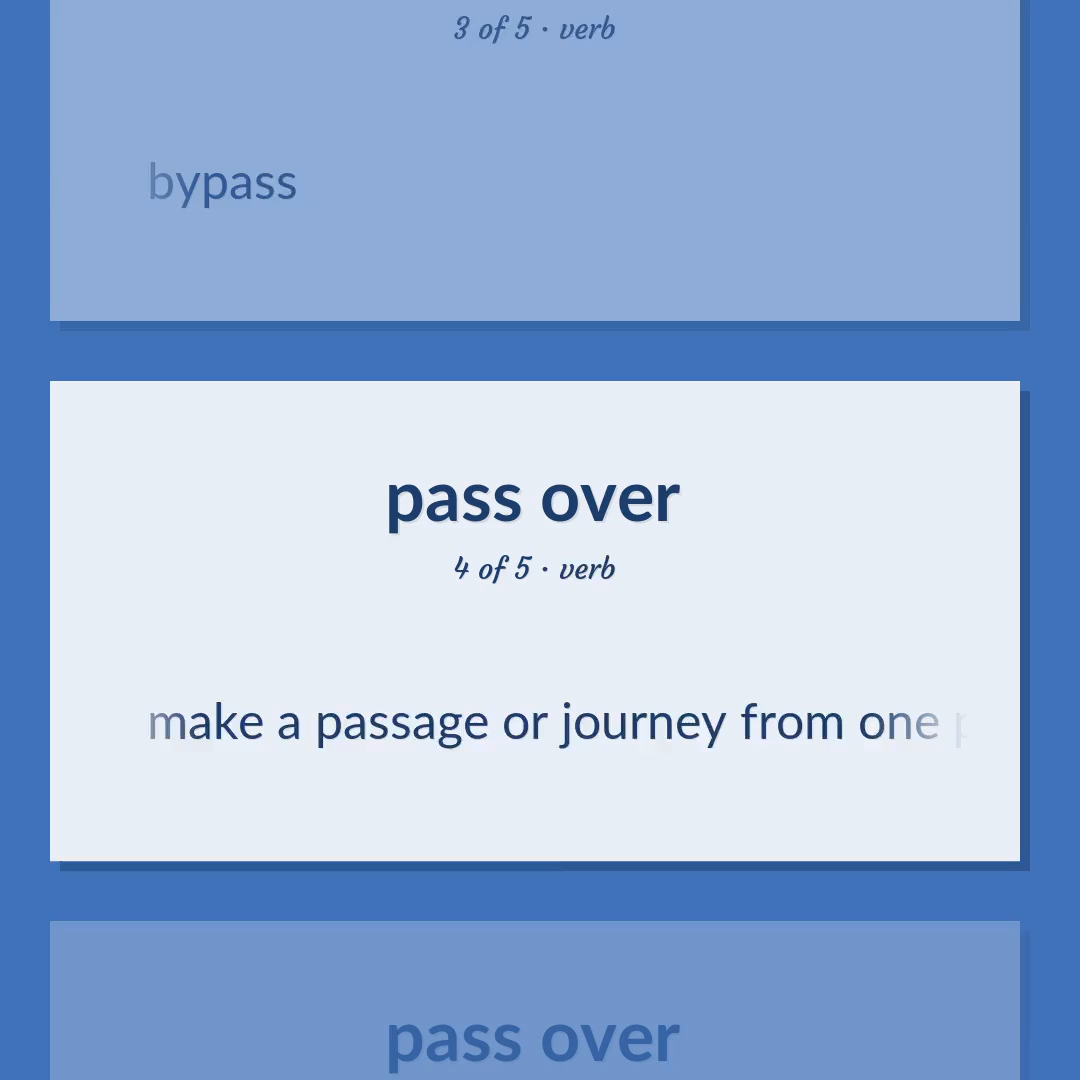 3 of 5 · verb
bypass
pass over
4 of 5 · verb
make a passage or journey from one
pass over